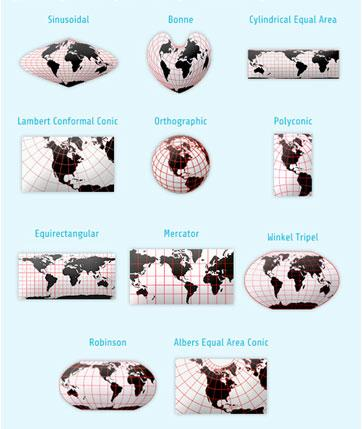 Sinusoidal
Bonne
Cylindrical Equal Area
Lambert Conformal Conic
Orthographic
Polyconic
Equirectangular
Mercator
Winkel Tripel
Robinson
Albers Equal Area Conic